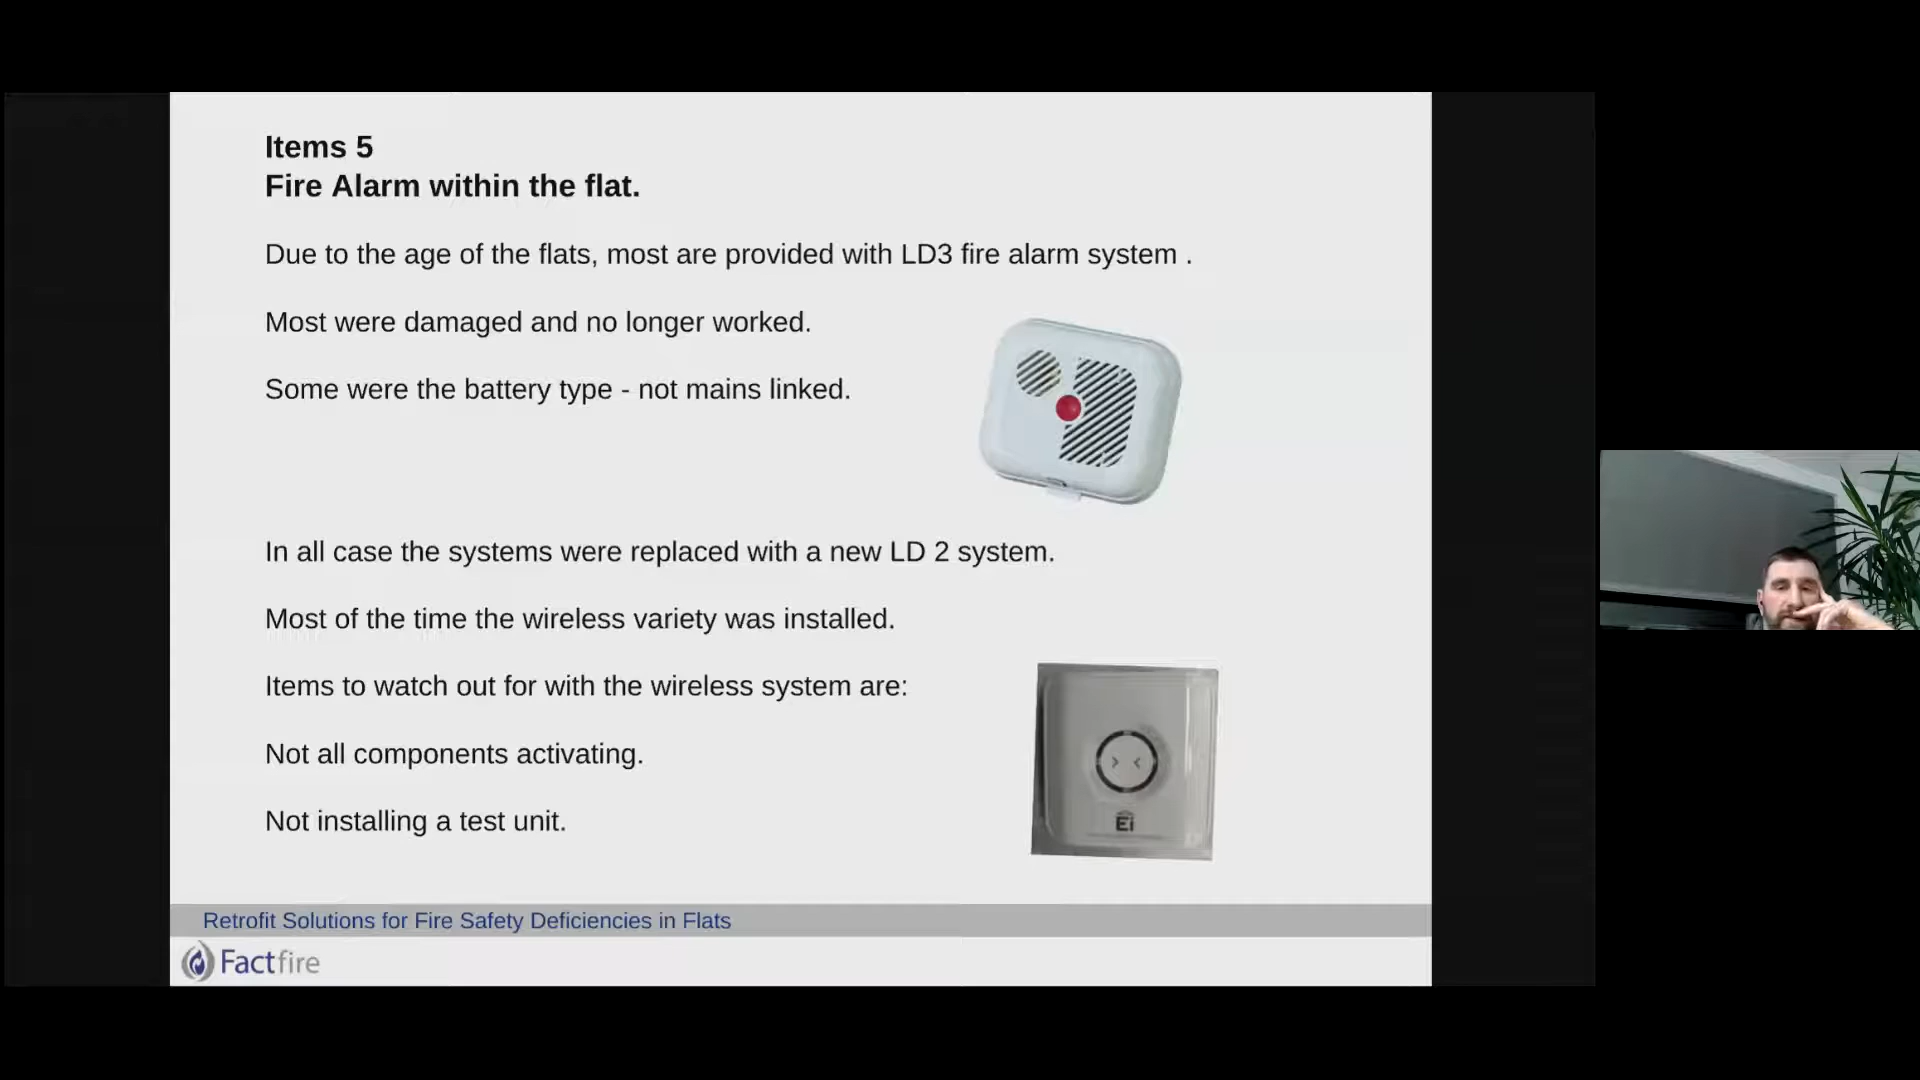 Items 5
Fire Alarm within the flat.
Due to the age of the flats, most are provided with LD3 fire alarm system .
Most were damaged and no longer worked.
Some were the battery type - not mains linked.
In all case the systems were replaced with a new LD 2 system.
Most of the time the wireless variety was installed.
Items to watch out for with the wireless system are:
Not all components activating.
Ei
Not installing a test unit.
Retrofit Solutions for Fire Safety Deficiencies in Flats
Factfire